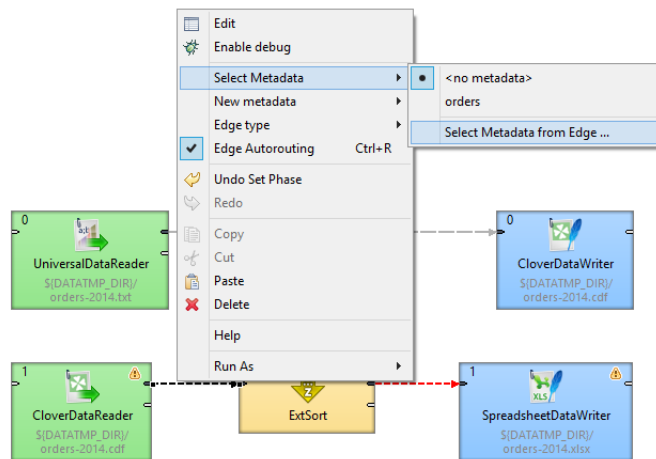 Edit
Enable debug
Select Metadata
New metadata
Edge type
Edge Autorouting Ctrl+R
Undo Set Phase
Redo
Copy
Cut
Paste
Delete
Help
Run As
<no metadata>
orders
Select Metadata from Edge ...
0
UniversalDataReader
${DATATMP_DIR}/
orders-2014.txt
0
CloverDataWriter
${DATATMP_DIR}/
orders-2014.cdf
1
CloverDataReader
${DATATMP_DIR}/
orders-2014.cdf
ExtSort
1
XLS
SpreadsheetDataWriter
${DATATMP_DIR}/
orders-2014.xlsx